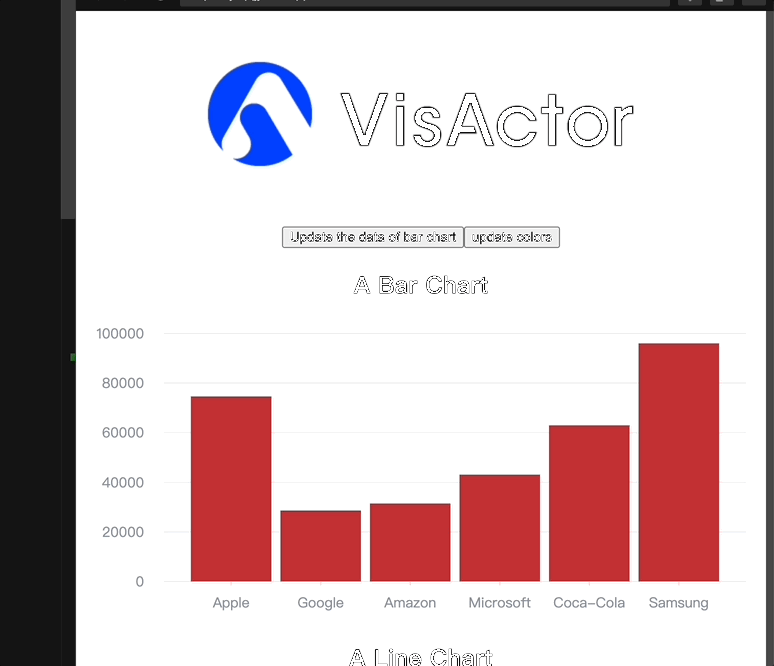 VisActor
Update the data of bar chart update colors
A Bar Chart
100000
80000
60000
40000
20000
0
Apple Google Amazon Microsoft Coca-Cola Samsung
A Line Chart